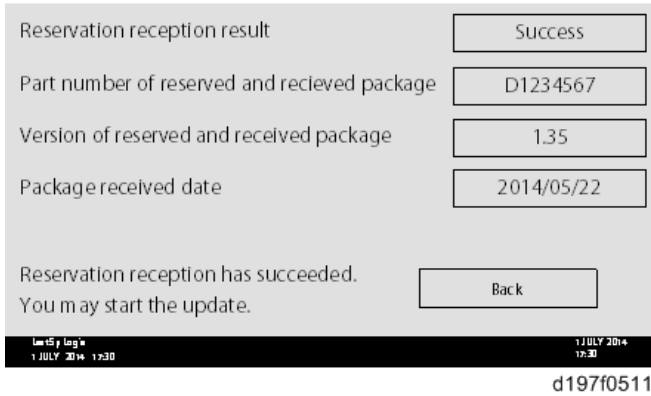 Reservation reception result
Success
Part number of reserved and recieved package
D1234567
Version of reserved and received package
1.35
Package received date
2014/05/22
Reservation reception has succeeded.
You may start the update.
Back
1 JULY 2014 17:30
1 JULY 2014
17:30
d197f0511